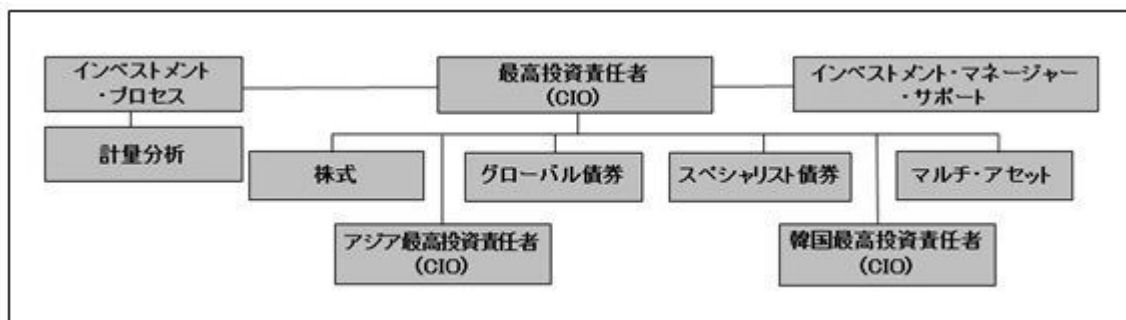 インベストメント
・プロセス
最高投資責任者
(CIO)
インベストメント・マネージャー
・サポート
計量分析
株式
グローバル債券
スペシャリスト債券
マルチ・アセット
アジア最高投資責任者
(CIO)
韓国最高投資責任者
(CIO)